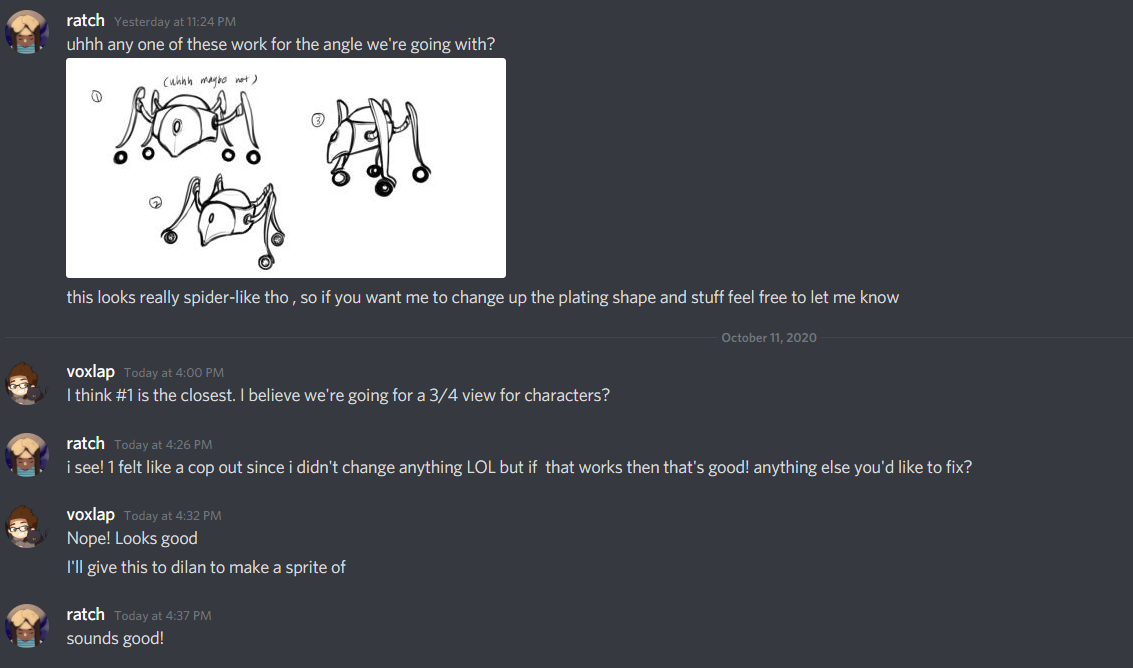 ratch Yesterday at 11:24 PM
uhhh any one of these work for the angle we're going with?
(uhhh maybe not)
1
3
2
this looks really spider-like tho , so if you want me to change up the plating shape and stuff feel free to let me know
October 11, 2020
voxlap Today at 4:00 PM
I think #1 is the closest. I believe we're going for a 3/4 view for characters?
ratch Today at 4:26 PM
i see! 1 felt like a cop out since i didn't change anything LOL but if that works then that's good! anything else you'd like to fix?
voxlap Today at 4:32 PM
Nope! Looks good
I'll give this to dilan to make a sprite of
ratch Today at 4:37 PM
sounds good!